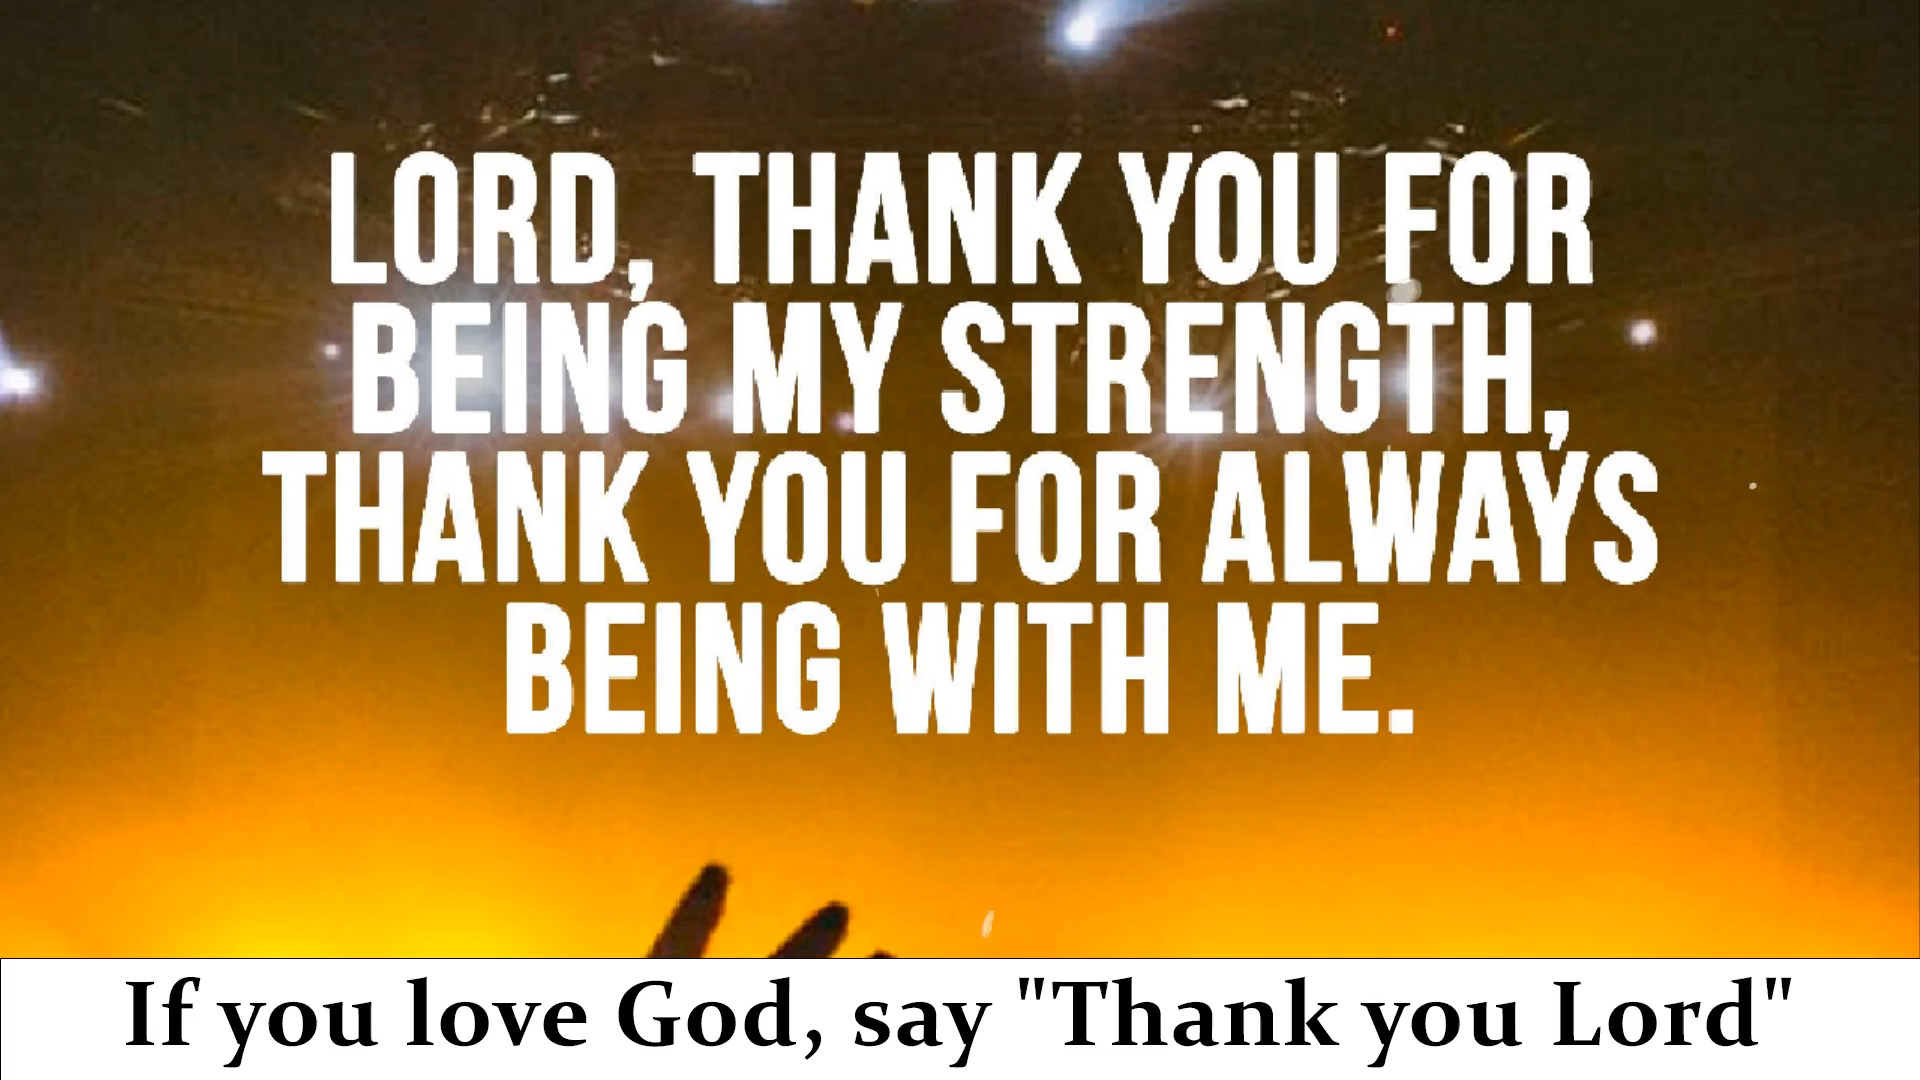 LORD, THANK YOU FOR
BEING MY STRENGTH,
THANK YOU FOR ALWAYS
BEING WITH ME.
If you love God, say "Thank you Lord"